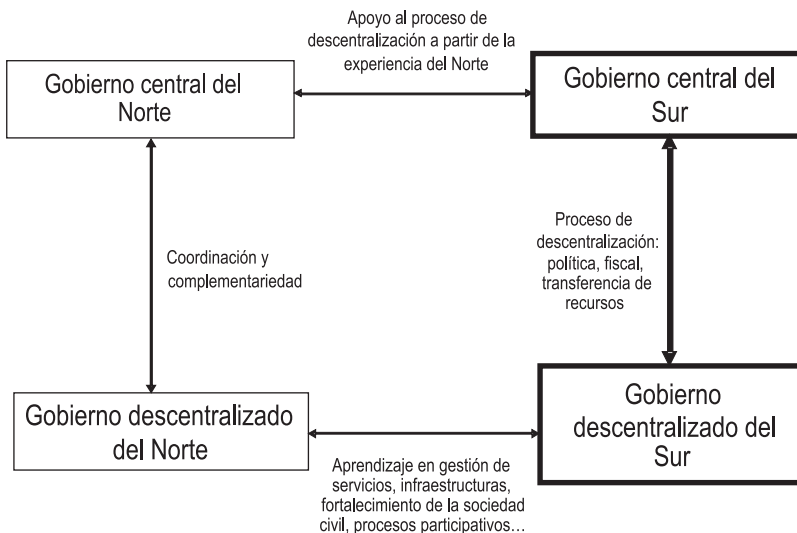 Apoyo al proceso de
descentralización a partir de la
experiencia del Norte
Gobierno central del
Norte
Gobierno central del
Sur
Coordinación y
complementariedad
Proceso de
descentralización:
política, fiscal,
transferencia de
recursos
Gobierno descentralizado
del Norte
Gobierno
descentralizado del
Sur
Aprendizaje en gestión de
servicios, infraestructuras,
fortalecimiento de la sociedad
civil, procesos participativos…